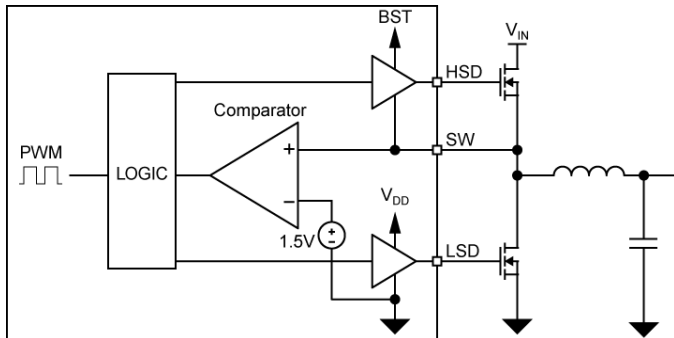 BST
V_IN
HSD
Comparator
+
SW
PWM
LOGIC
−
V_DD
1.5V
+
−
LSD